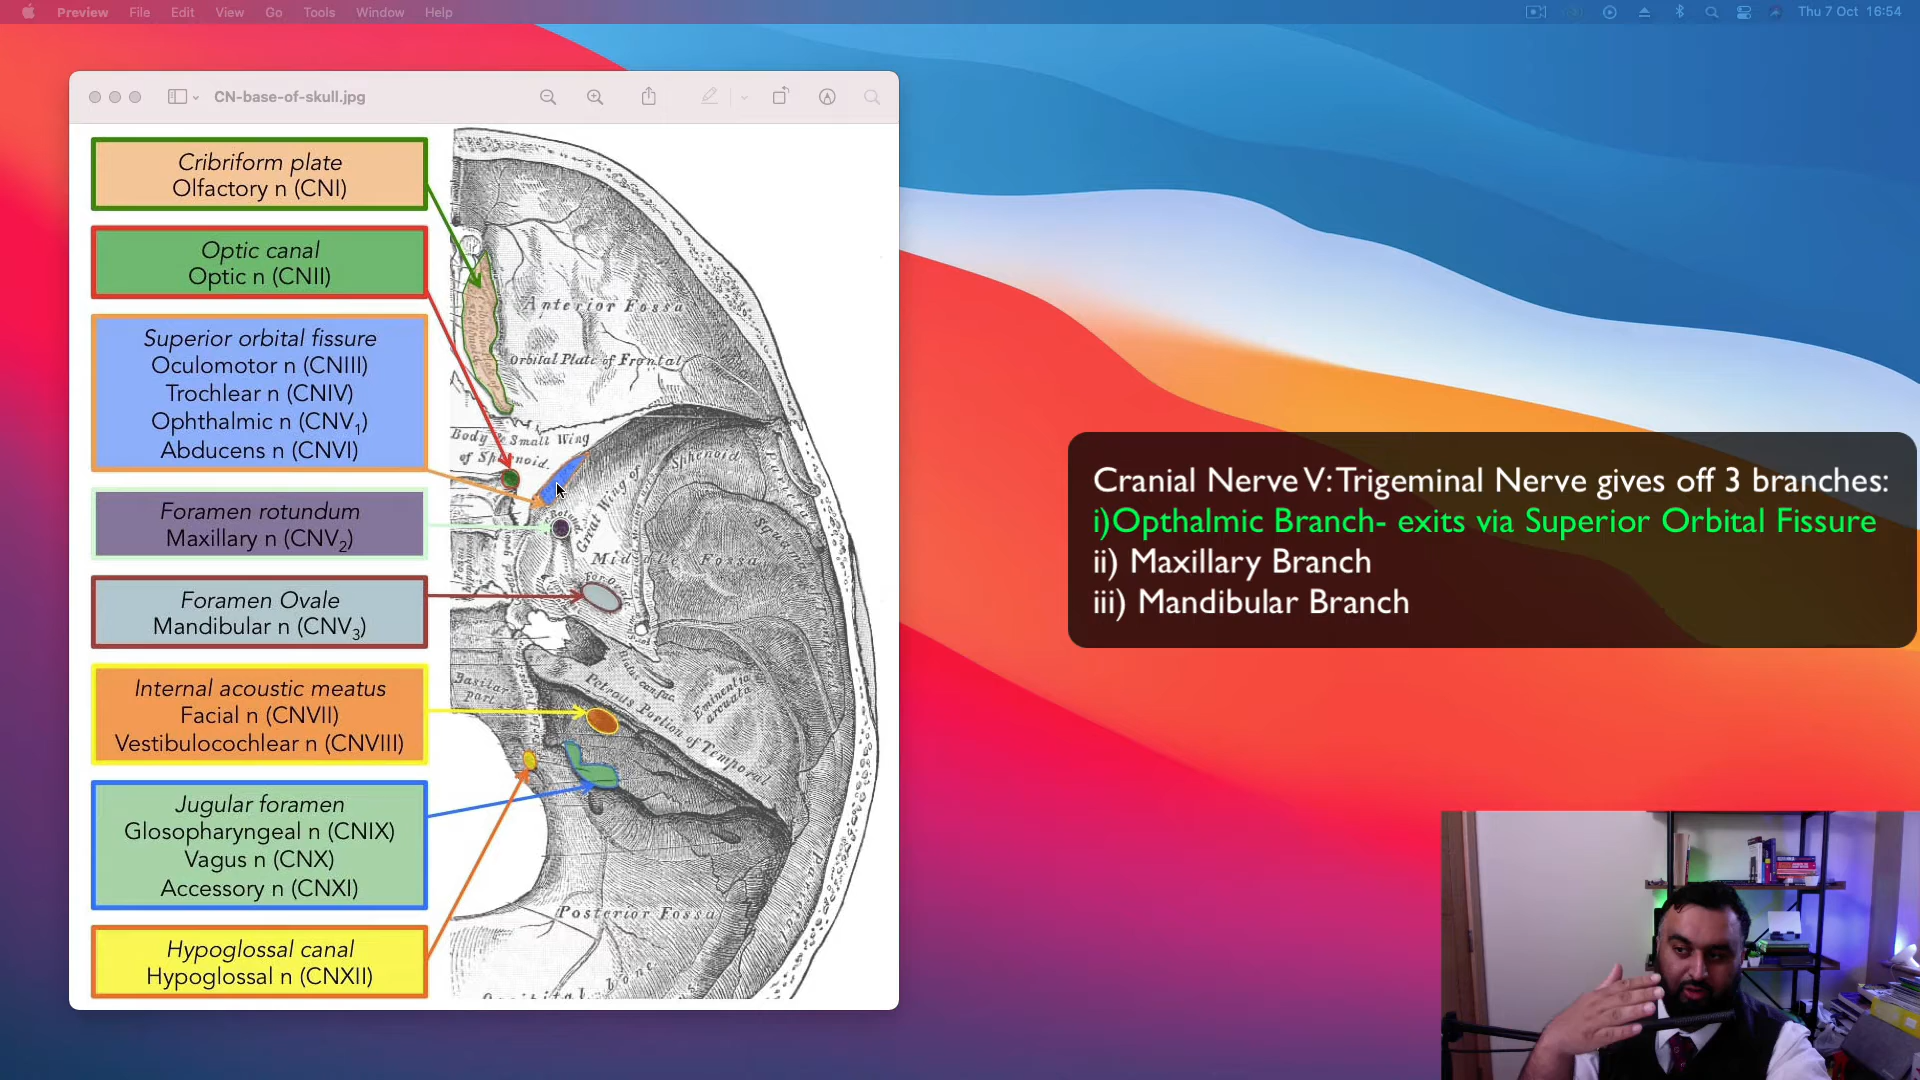 Preview File Edit View Go Tools Window Help
Thu 7 Oct 16:54
CN-base-of-skull.jpg
Cribriform plate
Olfactory n (CNI)
Optic canal
Optic n (CNII)
Superior orbital fissure
Oculomotor n (CNIII)
Trochlear n (CNIV)
Ophthalmic n (CNV1)
Abducens n (CNVI)
Foramen rotundum
Maxillary n (CNV2)
Foramen Ovale
Mandibular n (CNV3)
Internal acoustic meatus
Facial n (CNVII)
Vestibulocochlear n (CNVIII)
Jugular foramen
Glosopharyngeal n (CNIX)
Vagus n (CNX)
Accessory n (CNXI)
Hypoglossal canal
Hypoglossal n (CNXII)
Anterior Fossa
Orbital Plate of Frontal
Body & Small Wing
of Sphenoid.
Great Wing of
Sphenoid
Middle Fossa
Basilar
part
Petrous Portion of Temporal
Eminentia
arcuata
Posterior Fossa
Cranial Nerve V: Trigeminal Nerve gives off 3 branches:
i)Opthalmic Branch- exits via Superior Orbital Fissure
ii) Maxillary Branch
iii) Mandibular Branch